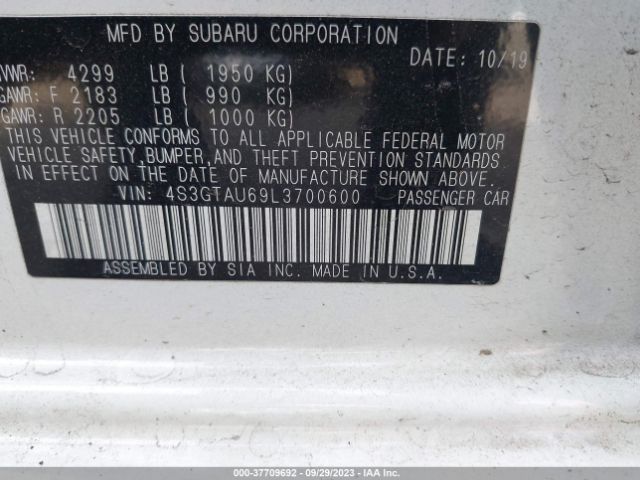 MFD BY SUBARU CORPORATION
DATE: 10/19
VWR: 4299 LB ( 1950 KG)
GAWR: F 2183 LB ( 990 KG)
GAWR: R 2205 LB ( 1000 KG)
THIS VEHICLE CONFORMS TO ALL APPLICABLE FEDERAL MOTOR
VEHICLE SAFETY, BUMPER, AND THEFT PREVENTION STANDARDS
IN EFFECT ON THE DATE OF MANUFACTURE SHOWN ABOVE.
VIN: 4S3GTAU69L3700600 PASSENGER CAR
ASSEMBLED BY SIA INC. MADE IN U.S.A.
000-37709692 - 09/29/2023 - IAAI.COM